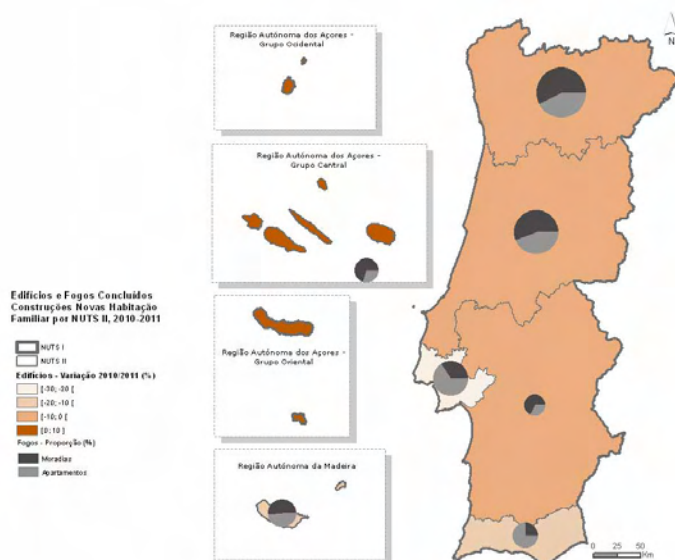 Região Autónoma dos Açores -
Grupo Ocidental
N
Região Autónoma dos Açores -
Grupo Central
Edifícios e Fogos Concluídos
Construções Novas Habitação
Familiar por NUTS II, 2010-2011
NUTS I
NUTS II
Edifícios - Variação 2010/2011 (%)
[-30; -20 [
[-20; -10 [
[-10; 0 [
[0; 10 ]
Fogos - Proporção (%)
Moradias
Apartamentos
Região Autónoma dos Açores -
Grupo Oriental
Região Autónoma da Madeira
0 25 50
Km